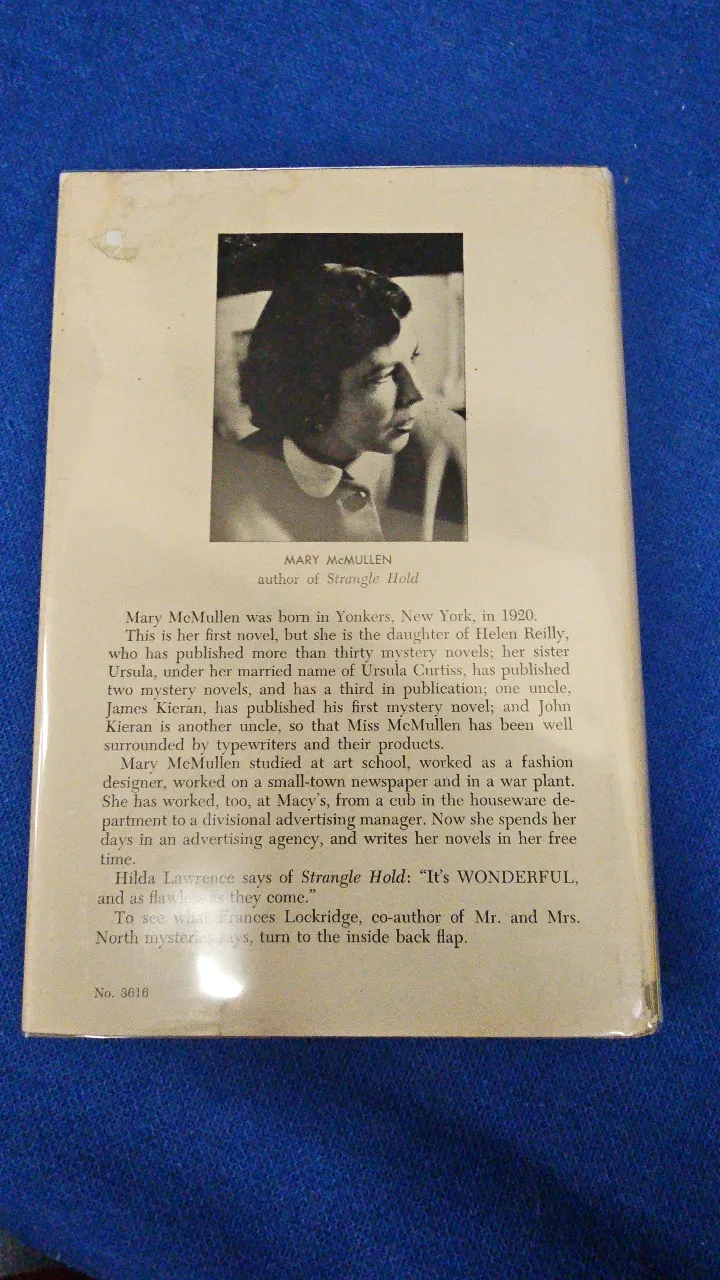 MARY McMULLEN
author of Strangle Hold
Mary McMullen was born in Yonkers, New York, in 1920.
This is her first novel, but she is the daughter of Helen Reilly,
who has published more than thirty mystery novels; her sister
Ursula, under her married name of Ursula Curtiss, has published
two mystery novels, and has a third in publication; one uncle,
James Kieran, has published his first mystery novel; and John
Kieran is another uncle, so that Miss McMullen has been well
surrounded by typewriters and their products.
Mary McMullen studied at art school, worked as a fashion
designer, worked on a small-town newspaper and in a war plant.
She has worked, too, at Macy's, from a cub in the houseware de-
partment to a divisional advertising manager. Now she spends her
days in an advertising agency, and writes her novels in her free
time.
Hilda Lawrence says of Strangle Hold: "It's WONDERFUL,
and as flawless as they come."
To see what Frances Lockridge, co-author of Mr. and Mrs.
North mysteries says, turn to the inside back flap.
No. 3616